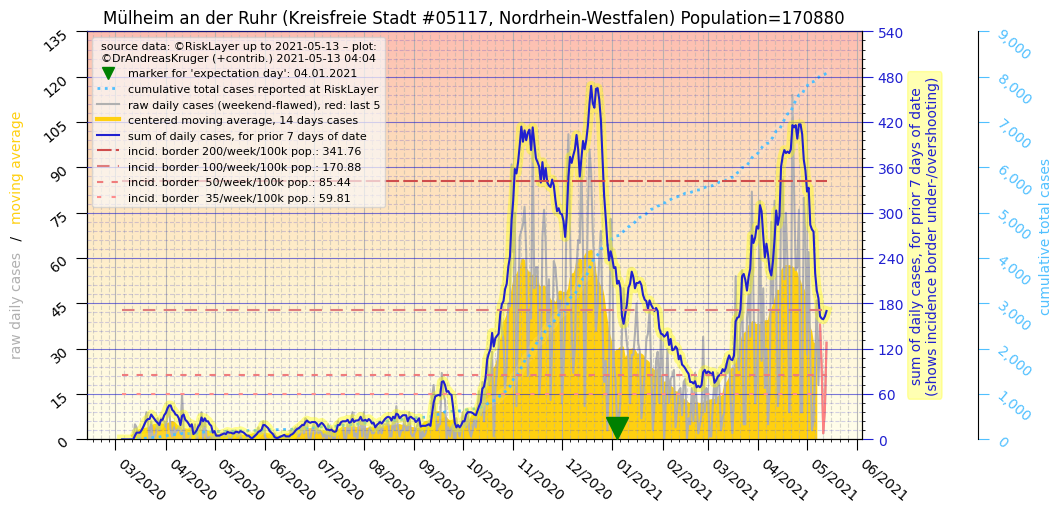 Mülheim an der Ruhr (Kreisfreie Stadt #05117, Nordrhein-Westfalen) Population=170880
source data: ©RiskLayer up to 2021-05-13 – plot:
©DrAndreasKruger (+contrib.) 2021-05-13 04:04
marker for 'expectation day': 04.01.2021
cumulative total cases reported at RiskLayer
raw daily cases (weekend-flawed), red: last 5
centered moving average, 14 days cases
sum of daily cases, for prior 7 days of date
incid. border 200/week/100k pop.: 341.76
incid. border 100/week/100k pop.: 170.88
incid. border 50/week/100k pop.: 85.44
incid. border 35/week/100k pop.: 59.81
raw daily cases / moving average
135
120
105
90
75
60
45
30
15
0
03/2020
04/2020
05/2020
06/2020
07/2020
08/2020
09/2020
10/2020
11/2020
12/2020
01/2021
02/2021
03/2021
04/2021
05/2021
06/2021
540
480
420
360
300
240
180
120
60
0
sum of daily cases, for prior 7 days of date
(shows incidence border under-/overshooting)
9,000
8,000
7,000
6,000
5,000
4,000
3,000
2,000
1,000
0
cumulative total cases